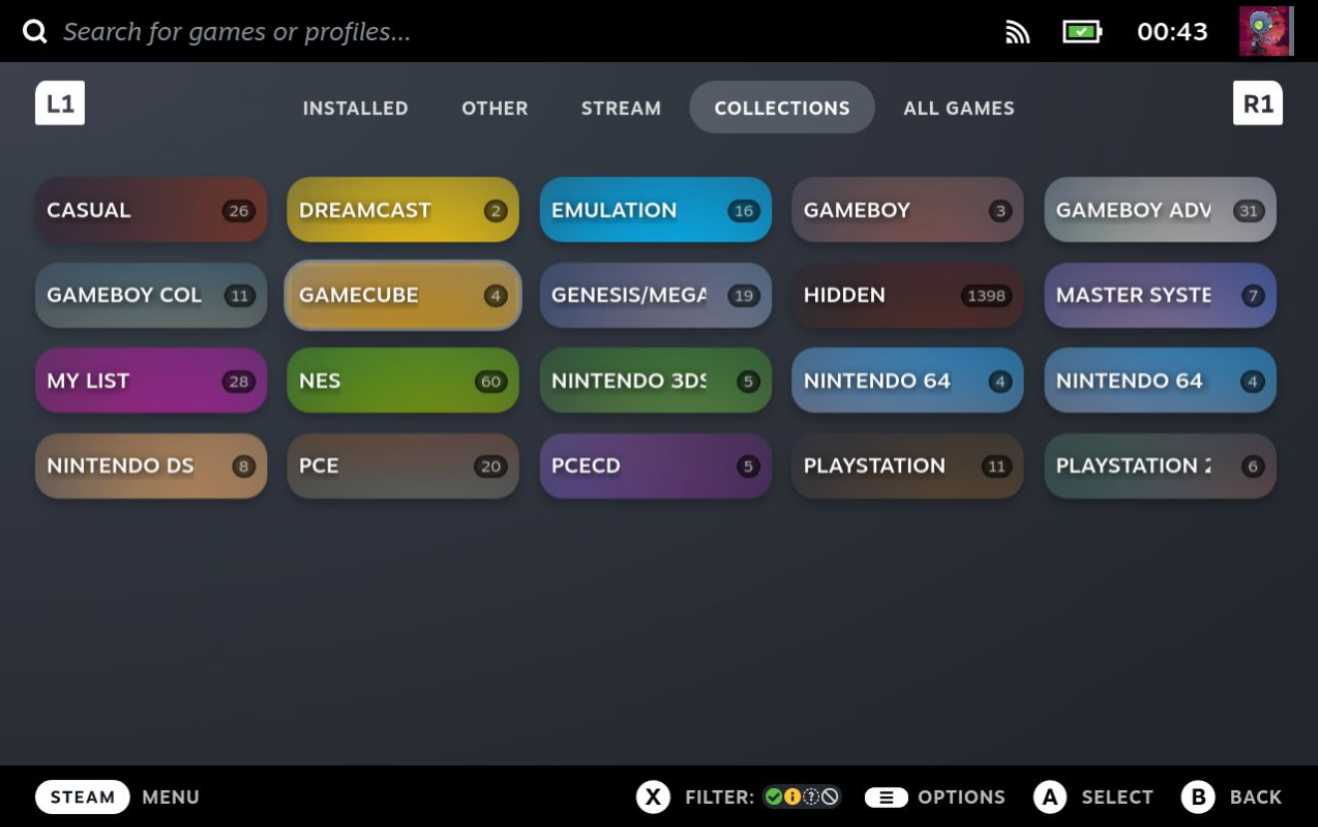 Search for games or profiles... 00:43
L1 INSTALLED OTHER STREAM COLLECTIONS ALL GAMES R1
CASUAL 26 DREAMCAST 2 EMULATION 16 GAMEBOY 3 GAMEBOY ADV 31
GAMEBOY COL 11 GAMECUBE 4 GENESIS/MEGA 19 HIDDEN 1398 MASTER SYSTE 7
MY LIST 28 NES 60 NINTENDO 3DS 5 NINTENDO 64 4 NINTENDO 64 4
NINTENDO DS 8 PCE 20 PCECD 5 PLAYSTATION 11 PLAYSTATION 2 6
STEAM MENU X FILTER: OPTIONS A SELECT B BACK